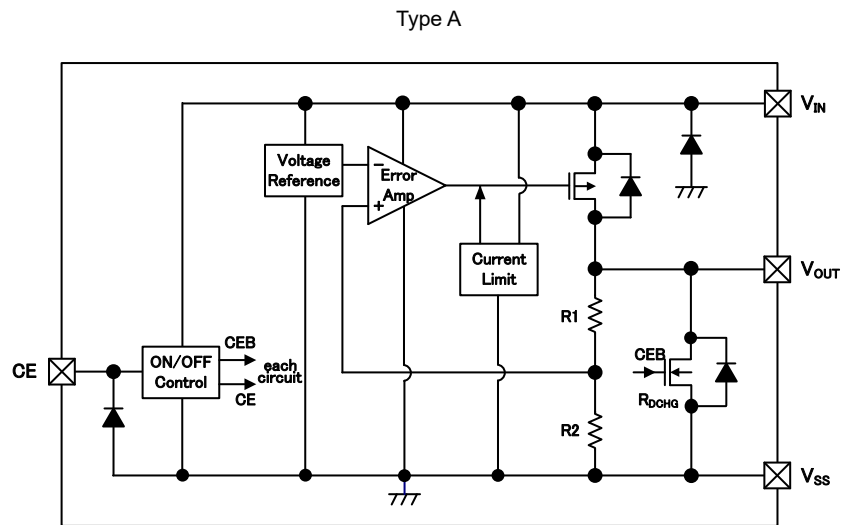 Type A
VIN
Voltage
Reference
−
+
Error
Amp
Current
Limit
VOUT
R1
CE
ON/OFF
Control
CEB
each
circuit
CE
CEB
RDCHG
R2
VSS